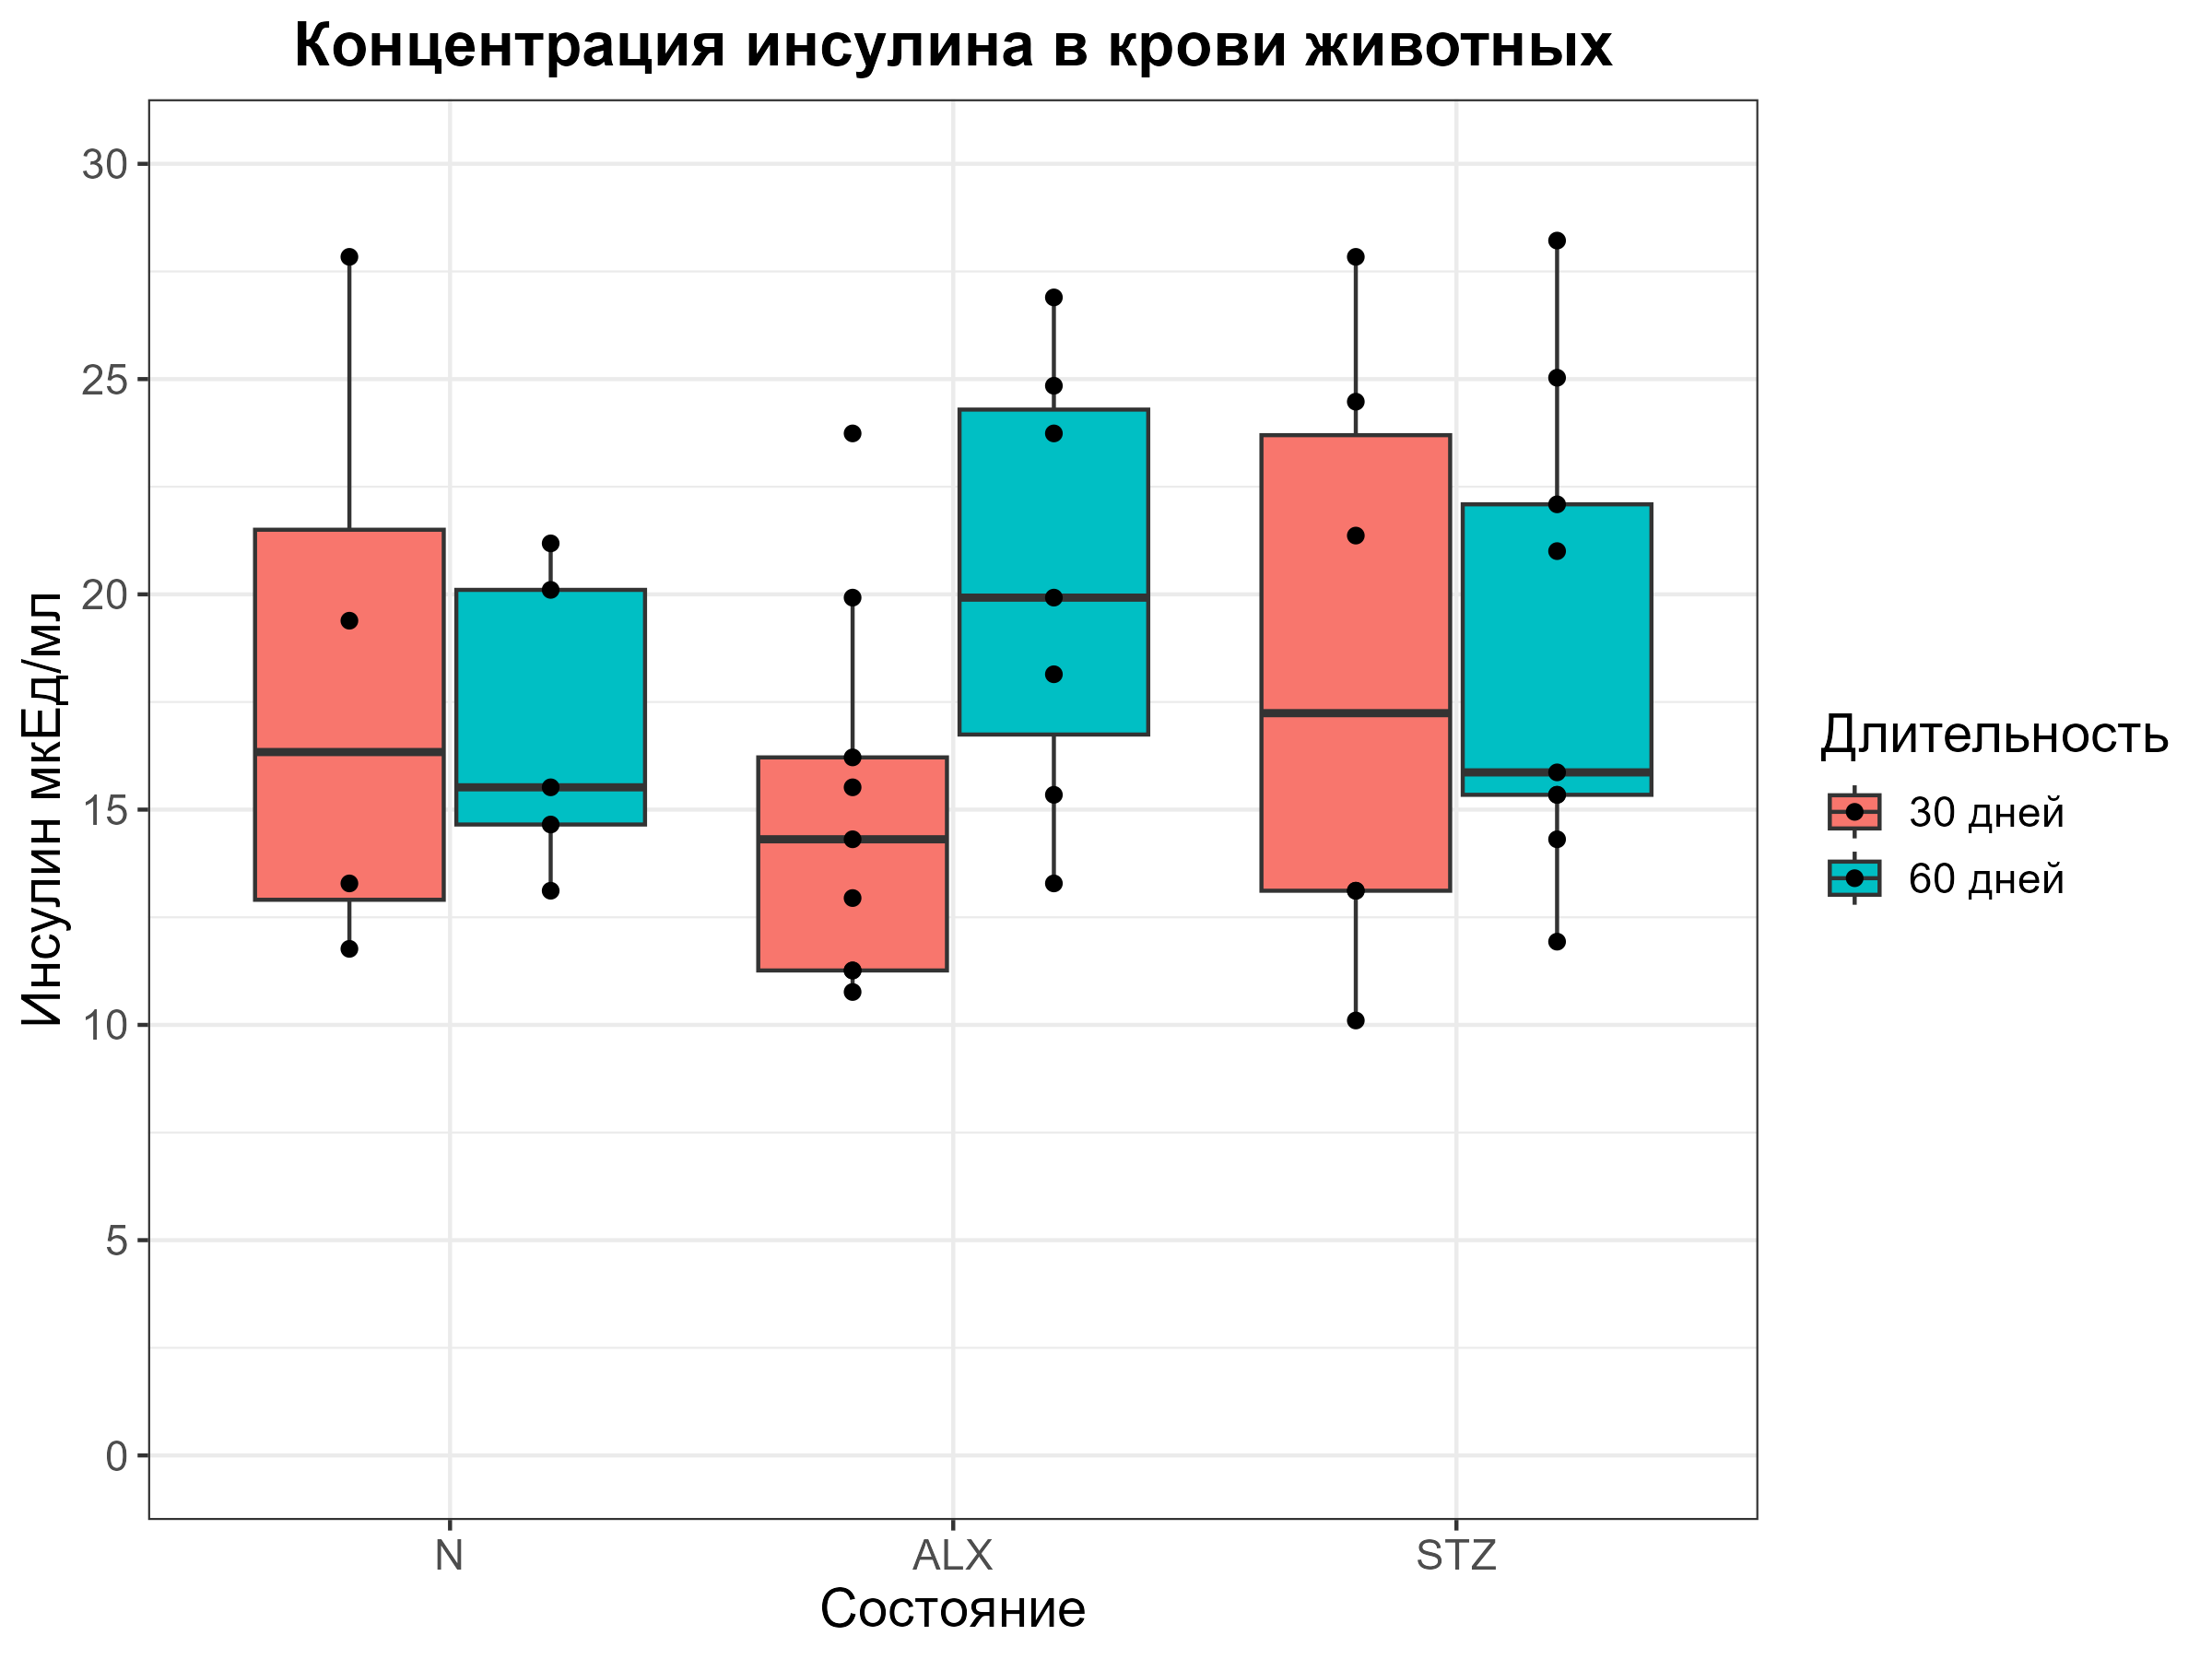 Концентрация инсулина в крови животных
Инсулин мкЕд/мл
30
25
20
15
10
5
0
N
ALX
STZ
Состояние
Длительность
30 дней
60 дней